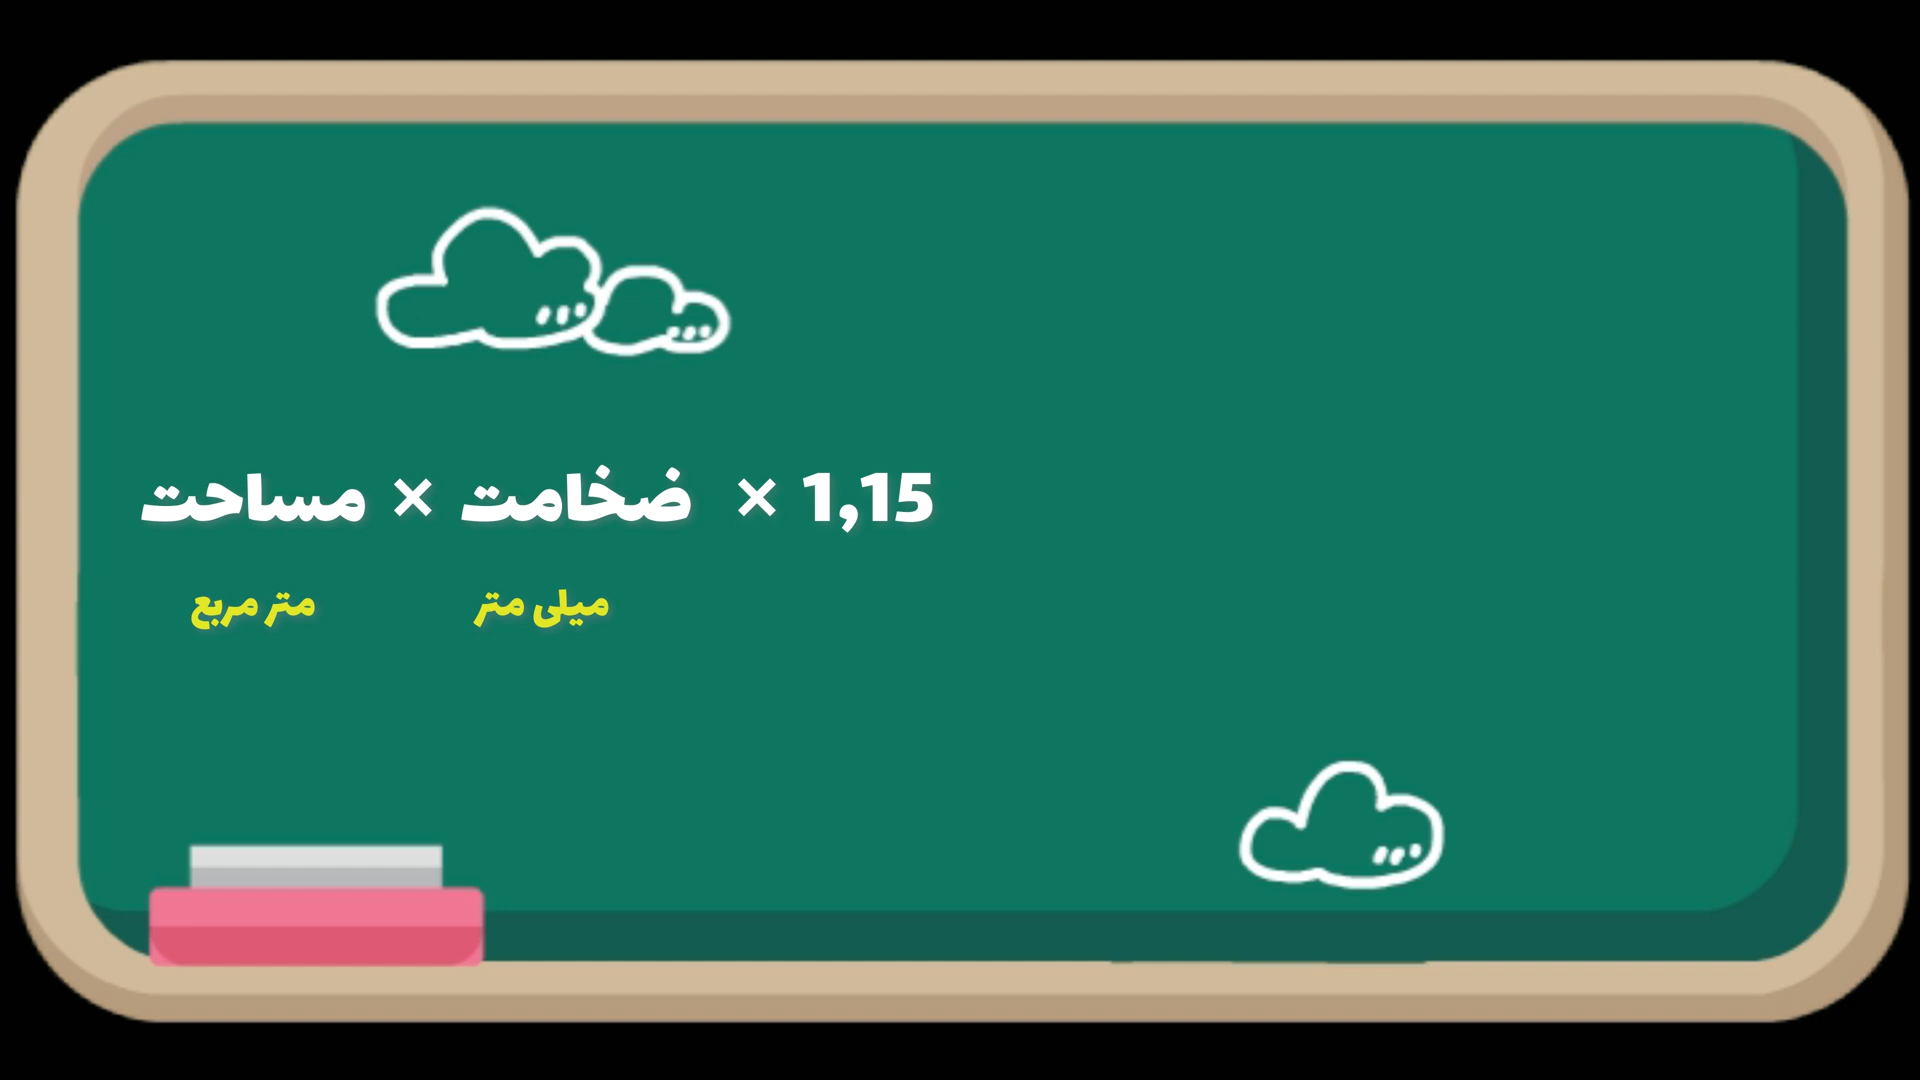 مساحت × ضخامت × 1,15
متر مربع میلی متر